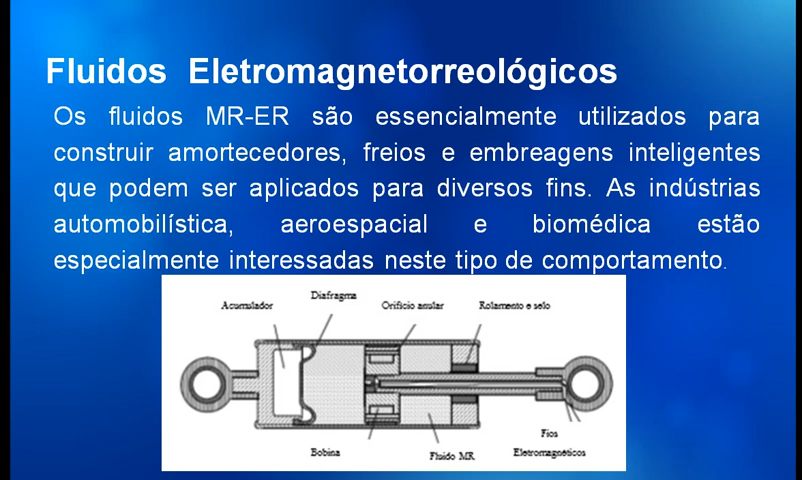 Fluidos Eletromagnetorreológicos
Os fluidos MR-ER são essencialmente utilizados para
construir amortecedores, freios e embreagens inteligentes
que podem ser aplicados para diversos fins. As indústrias
automobilística, aeroespacial e biomédica estão
especialmente interessadas neste tipo de comportamento.
Acumulador
Diafragma
Orifício anular
Rolamento e selo
Bobina
Fluido MR
Fios
Eletromagnéticos